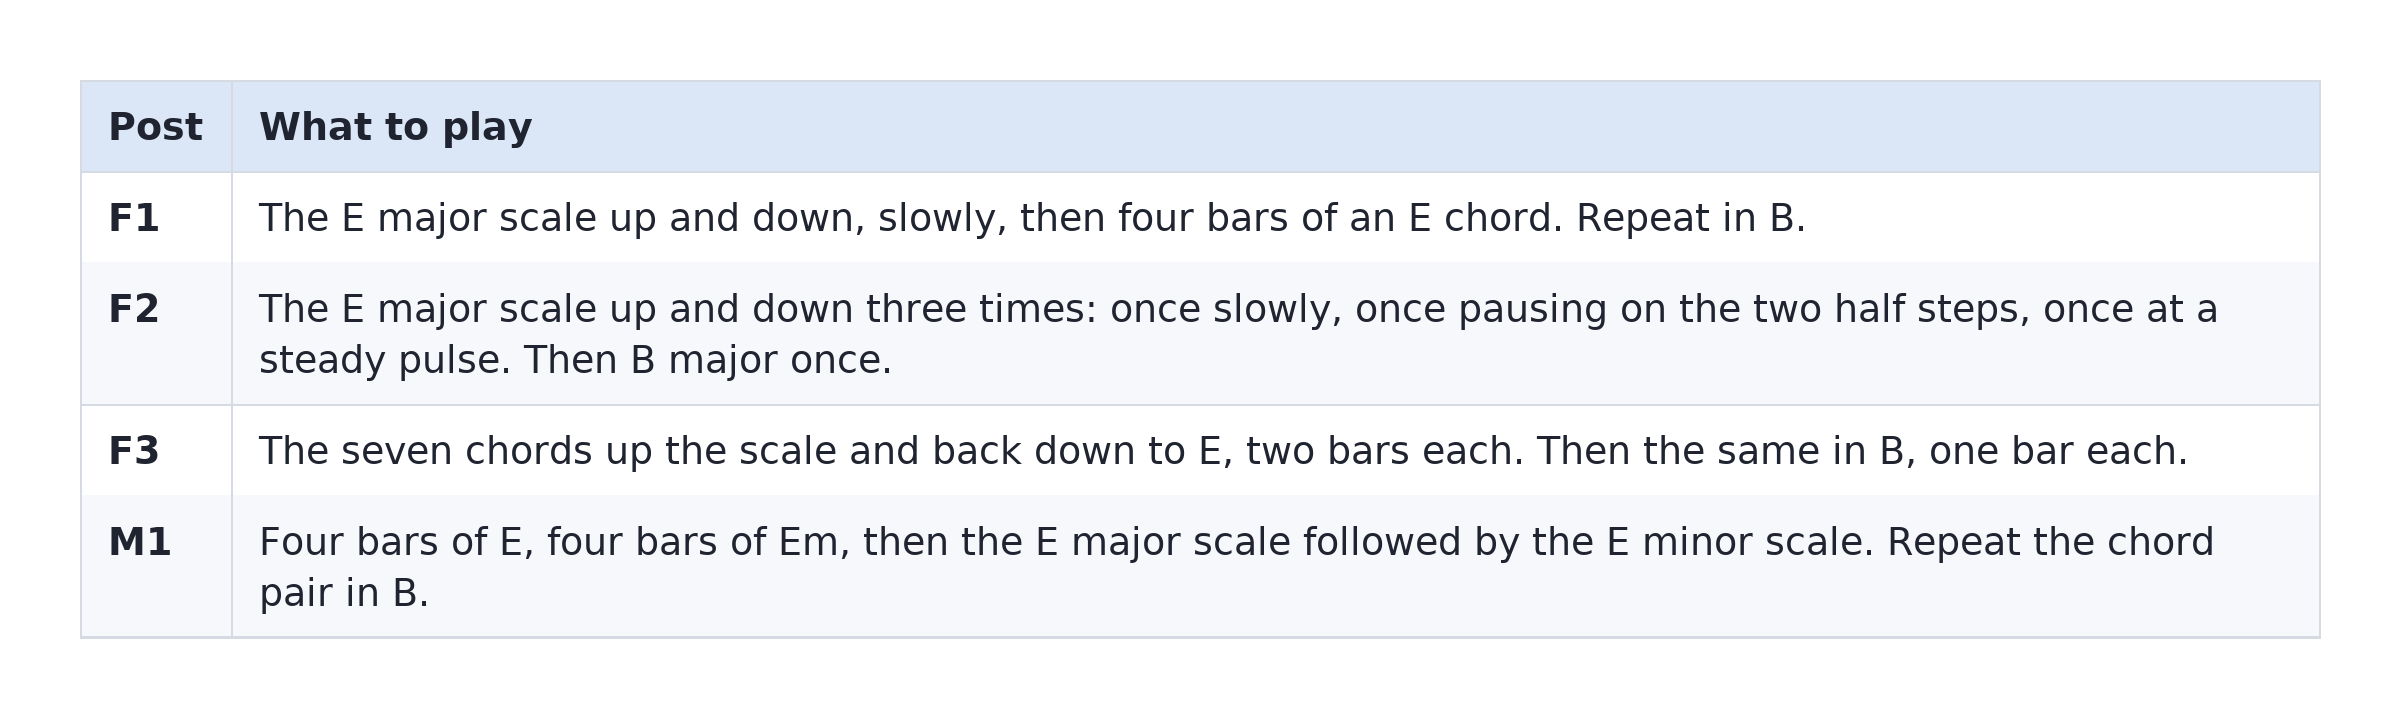 Post What to play
F1 The E major scale up and down, slowly, then four bars of an E chord. Repeat in B.
F2 The E major scale up and down three times: once slowly, once pausing on the two half steps, once at a
steady pulse. Then B major once.
F3 The seven chords up the scale and back down to E, two bars each. Then the same in B, one bar each.
M1 Four bars of E, four bars of Em, then the E major scale followed by the E minor scale. Repeat the chord
pair in B.